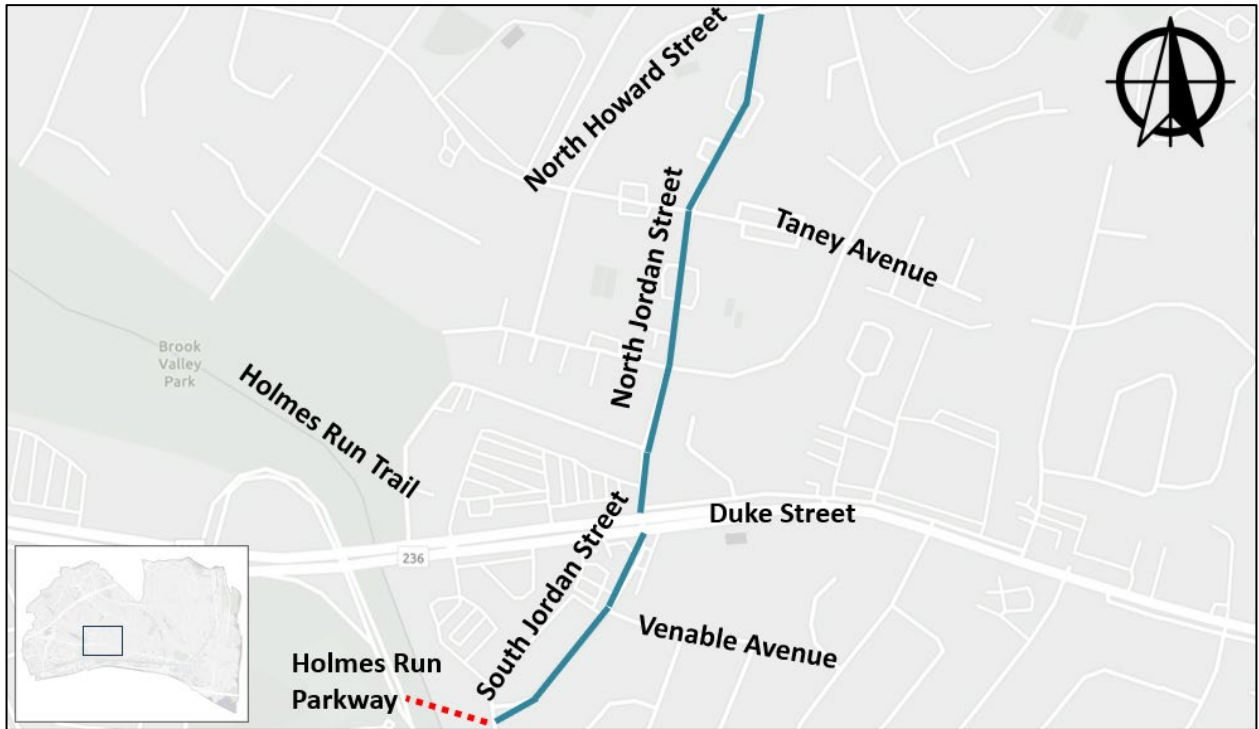 North Howard Street
North Jordan Street
Taney Avenue
Brook
Valley
Park
Holmes Run Trail
South Jordan Street
Duke Street
236
Venable Avenue
Holmes Run
Parkway